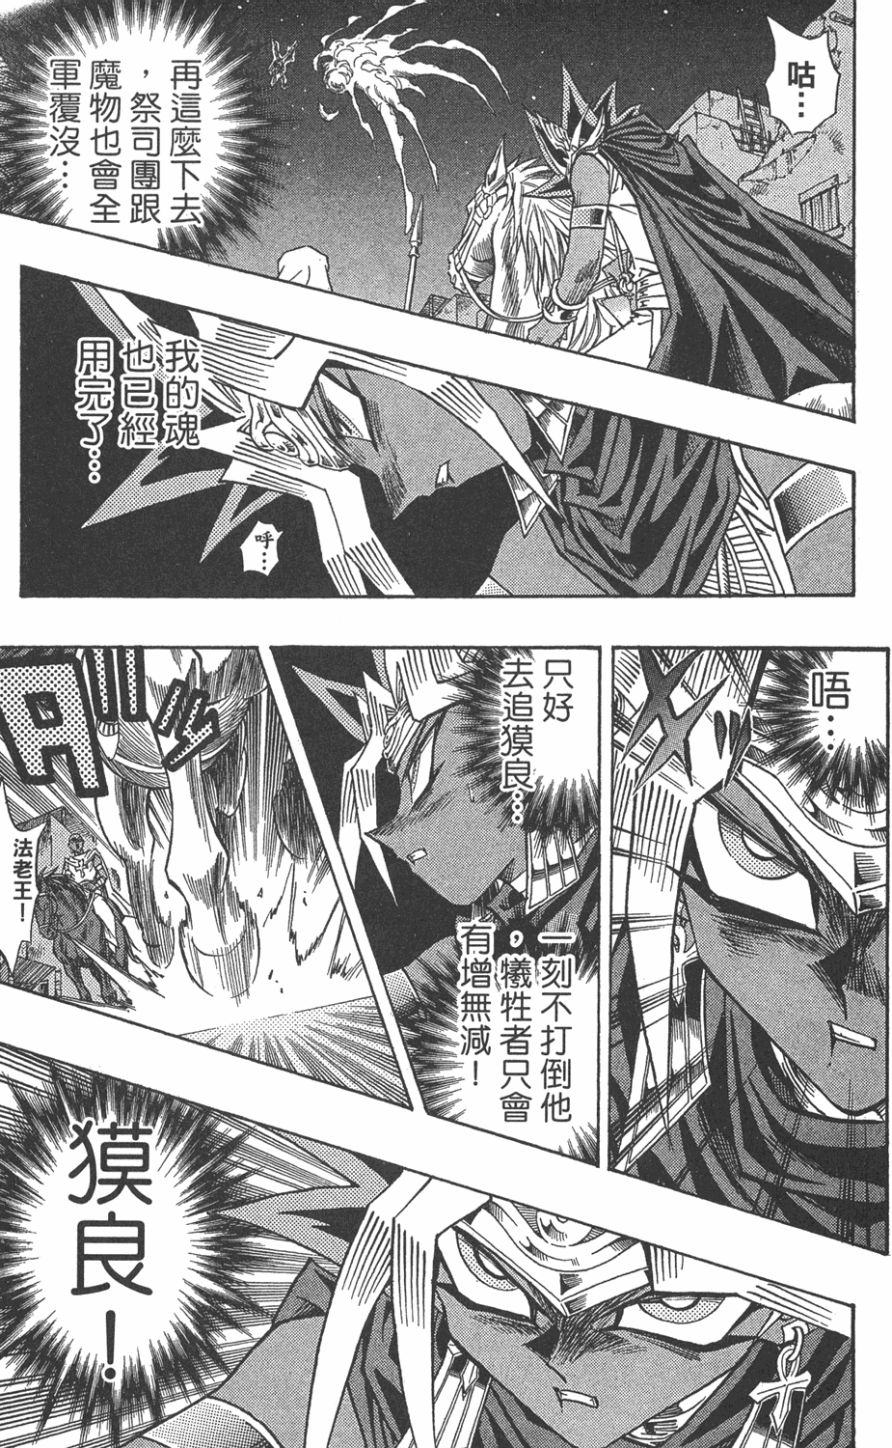 咕…
再這麼下去
，祭司團跟
魔物也會全
軍覆沒…
我的魂
也已經
用完了…
呼…
唔…
只好
去追獏良…
一刻不打倒他
，犧牲者只會
有增無減！
法老王！
獏良！